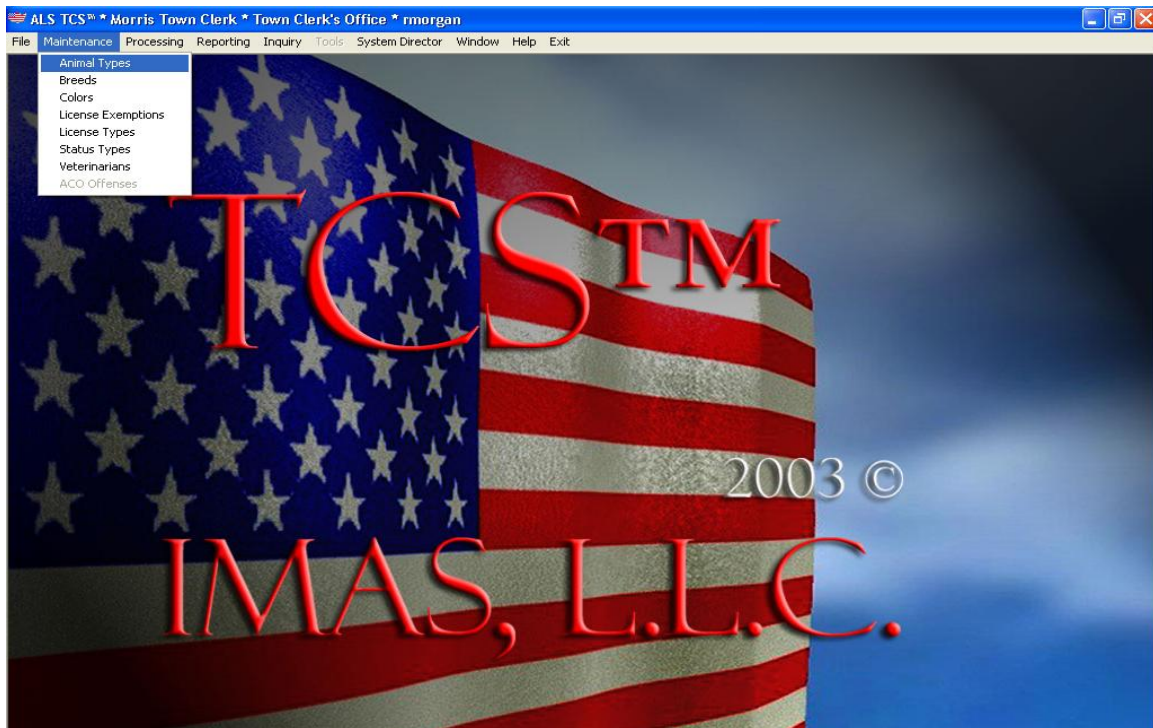 ALS TCS™ * Morris Town Clerk * Town Clerk's Office * rmorgan
File Maintenance Processing Reporting Inquiry Tools System Director Window Help Exit
Animal Types
Breeds
Colors
License Exemptions
License Types
Status Types
Veterinarians
ACO Offenses
TCS™
2003 ©
IMAS, L.L.C.